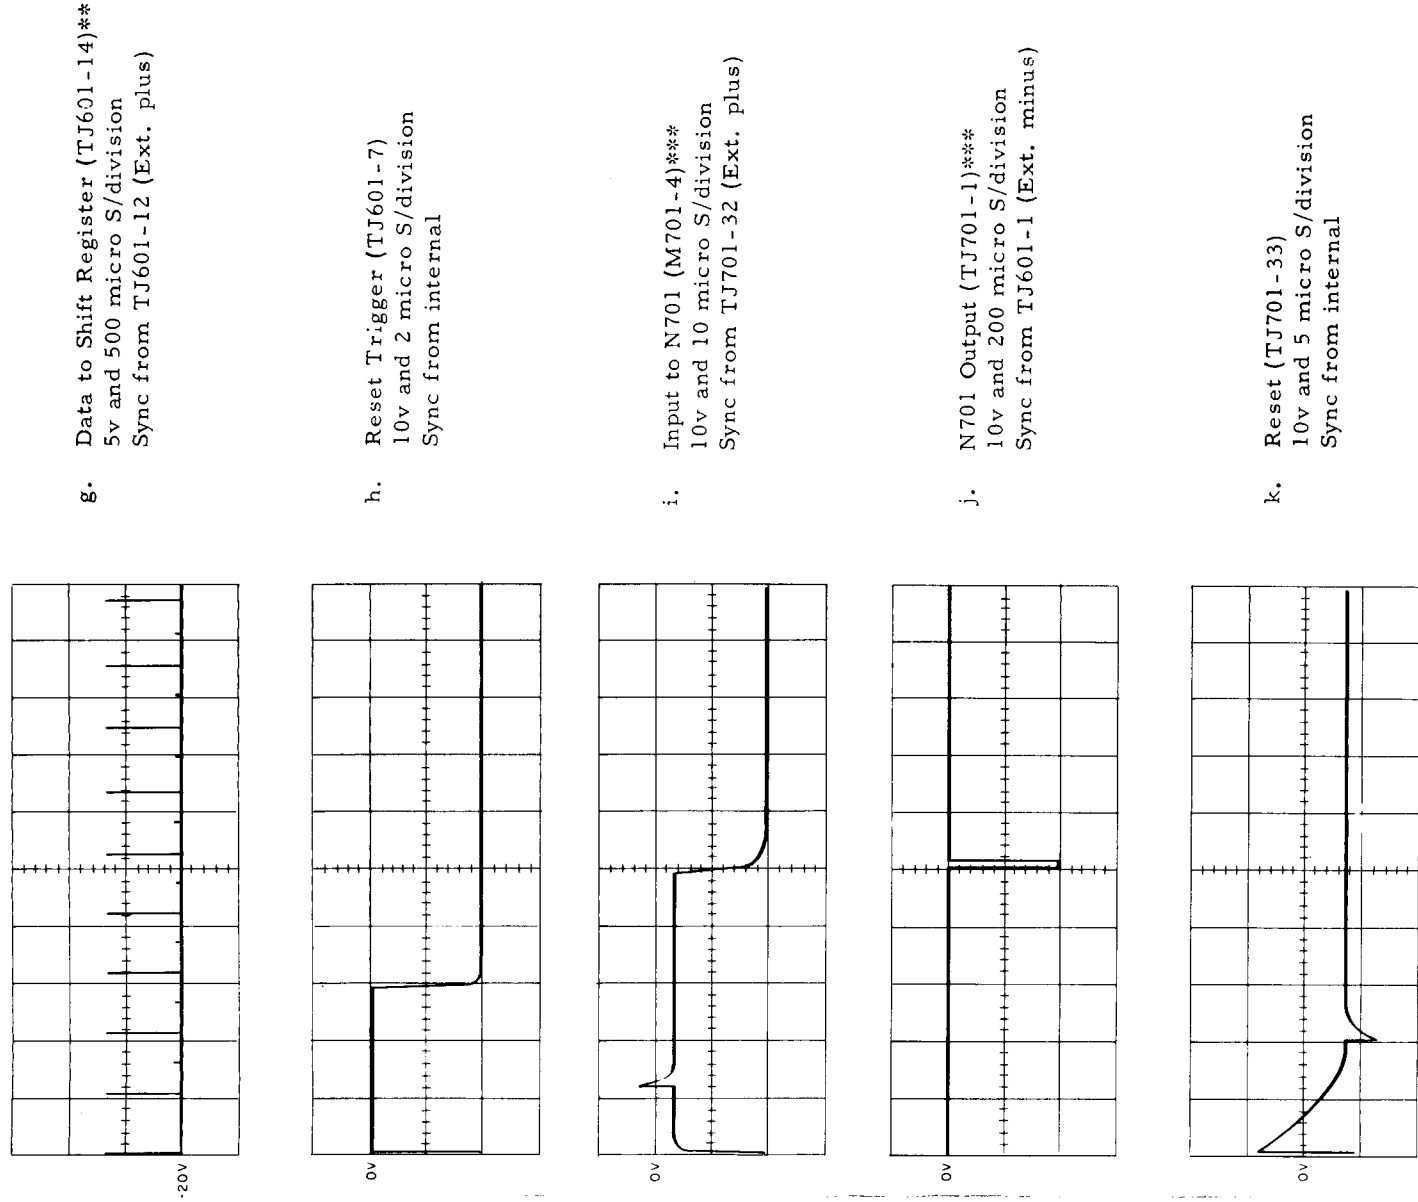 g. Data to Shift Register (TJ601-14)**
5v and 500 micro S/division
Sync from TJ601-12 (Ext. plus)
-20V
h. Reset Trigger (TJ601-7)
10v and 2 micro S/division
Sync from internal
0V
i. Input to N701 (M701-4)***
10v and 10 micro S/division
Sync from TJ701-32 (Ext. plus)
0V
j. N701 Output (TJ701-1)***
10v and 200 micro S/division
Sync from TJ601-1 (Ext. minus)
0V
k. Reset (TJ701-33)
10v and 5 micro S/division
Sync from internal
0V